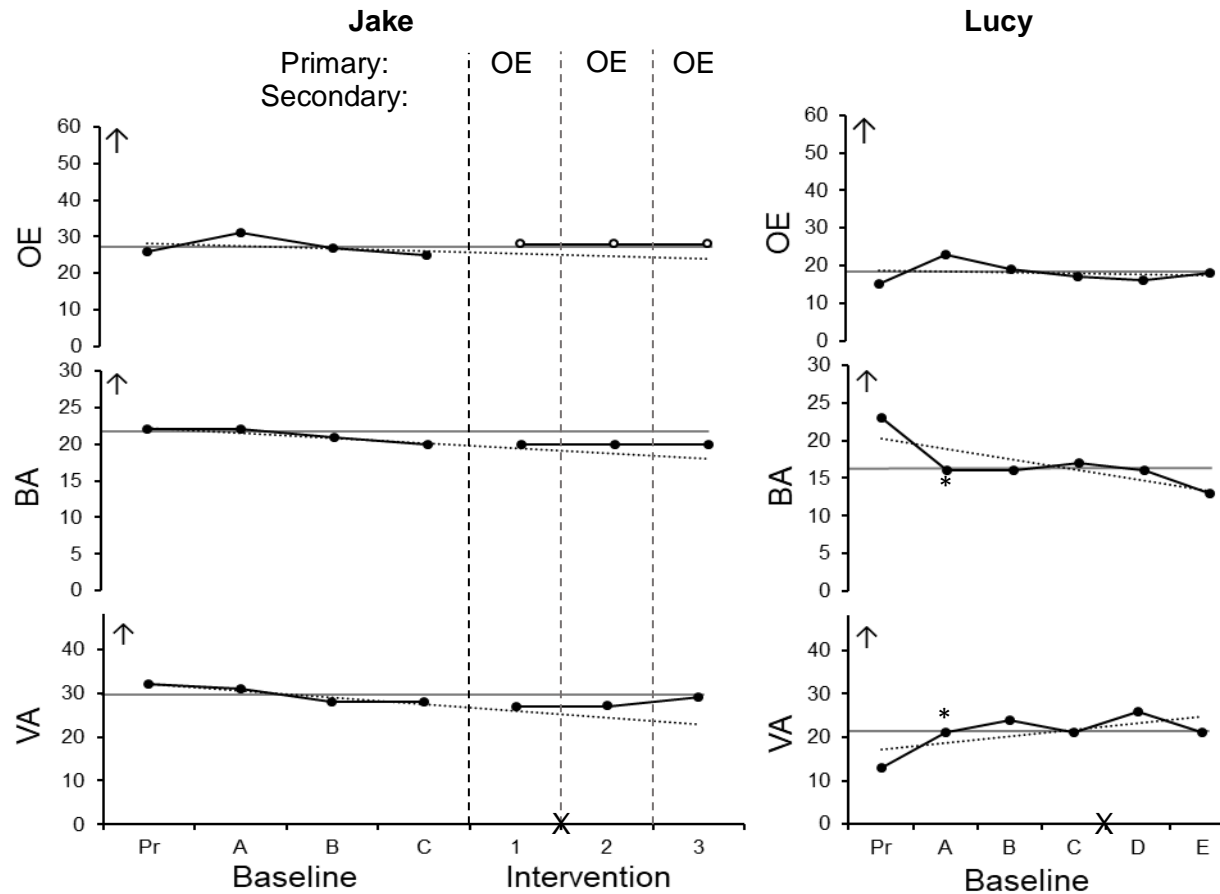 Jake
Primary: OE OE OE
Secondary:
↑
OE
60
50
40
30
20
10
0
↑
BA
30
25
20
15
10
5
0
↑
VA
40
30
20
10
0
X
Pr A B C 1 2 3
Baseline Intervention
Lucy
↑
OE
60
50
40
30
20
10
0
↑
BA
30
25
20
15
10
5
0
*
↑
VA
40
30
20
10
0
*
X
Pr A B C D E
Baseline